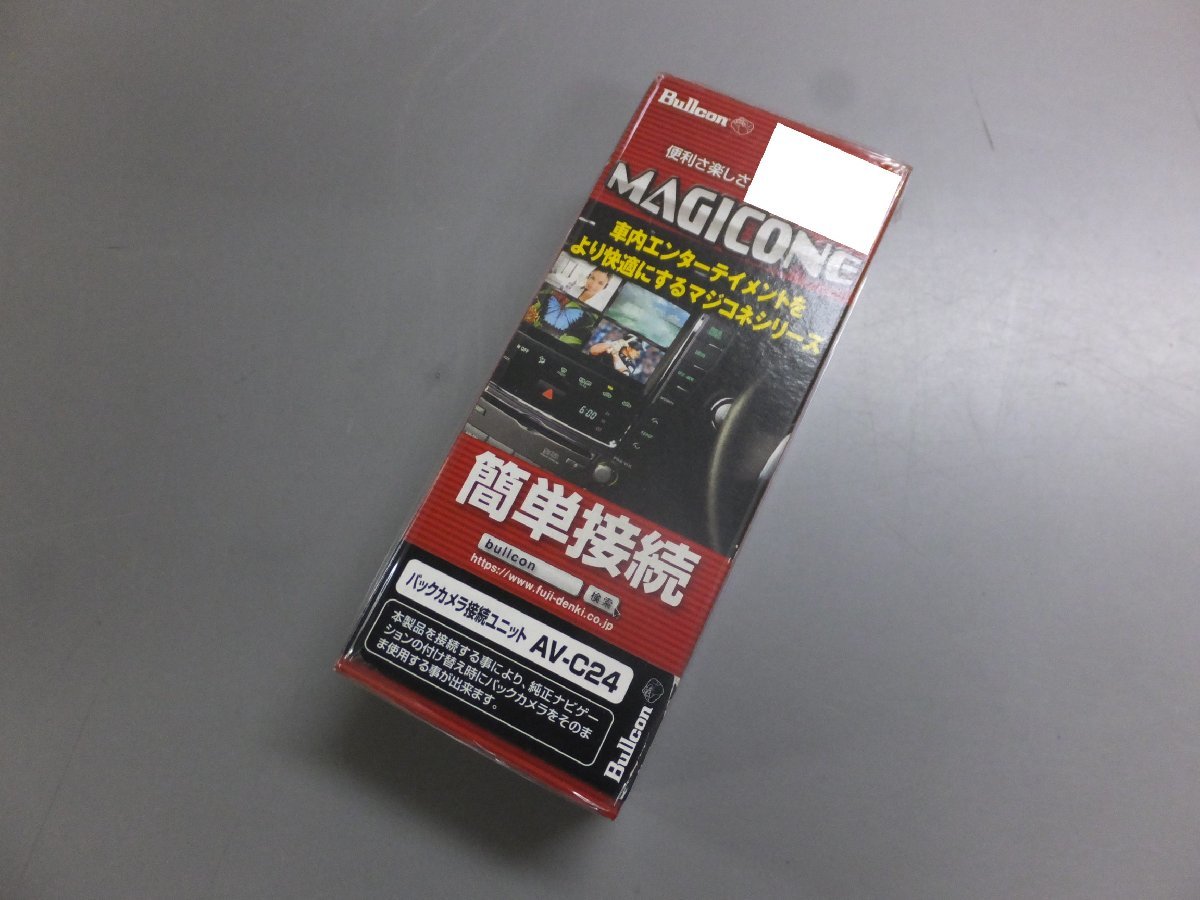 Bullcon
便利さ楽しさ
MAGICONE
車内エンターテイメントを
より快適にするマジコネシリーズ
6:00
簡単接続
bullcon
検索
https://www.fuji-denki.co.jp
バックカメラ接続ユニット AV-C24
本製品を接続する事により、純正ナビゲー
ションの付け替え時にバックカメラをそのま
ま使用する事が出来ます。
Bullcon